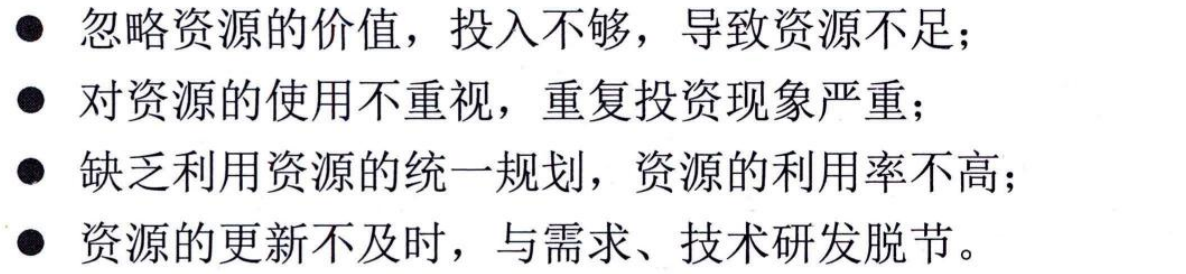 ● 忽略资源的价值，投入不够，导致资源不足；
● 对资源的使用不重视，重复投资现象严重；
● 缺乏利用资源的统一规划，资源的利用率不高；
● 资源的更新不及时，与需求、技术研发脱节。